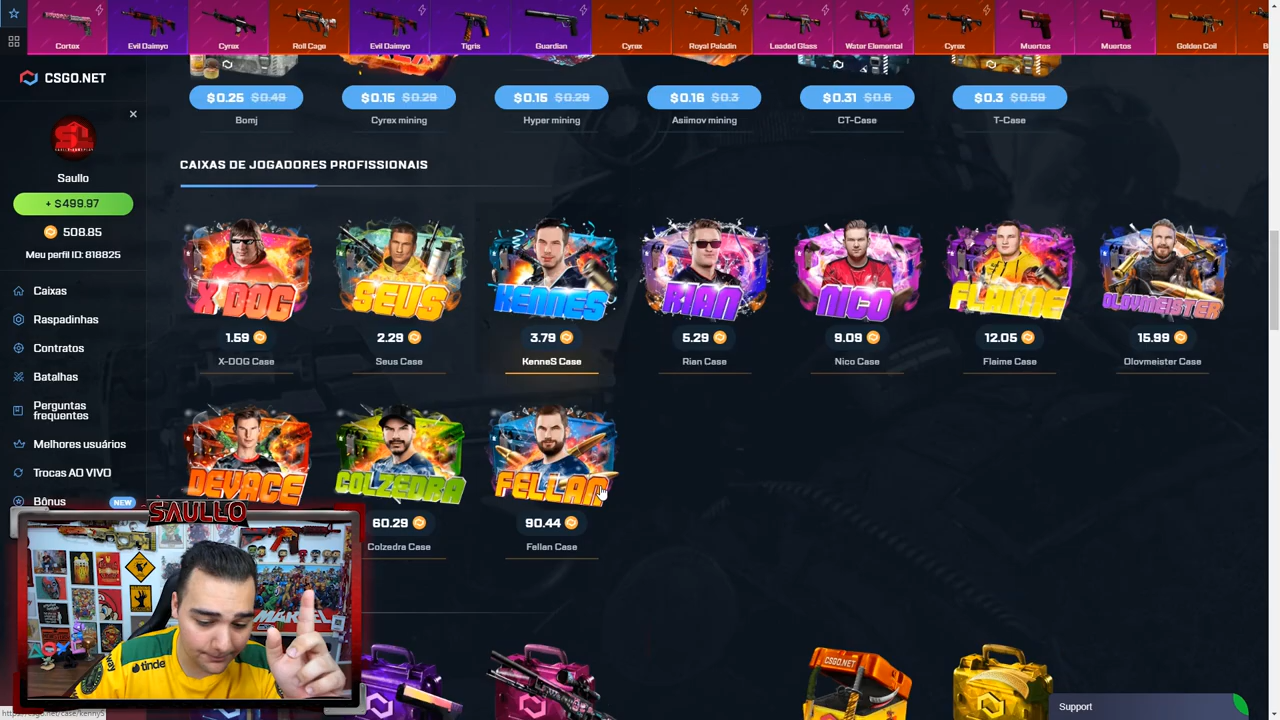 Cortex
Evil Daimyo
Cyrex
Roll Cage
Evil Daimyo
Tigris
Guardian
Cyrex
Royal Paladin
Loaded Glass
Water Elemental
Cyrex
Muertos
Muertos
Golden Coil
CSGO.NET
$0.25 $0.49
$0.15 $0.29
$0.15 $0.29
$0.16 $0.3
$0.31 $0.6
$0.3 $0.59
Bomj
Cyrex mining
Hyper mining
Asiimov mining
CT-Case
T-Case
CAIXAS DE JOGADORES PROFISSIONAIS
Saullo
+ $499.97
508.85
Meu perfil ID: 818825
Caixas
Raspadinhas
Contratos
Batalhas
Perguntas
frequentes
Melhores usuários
Trocas AO VIVO
Bônus
NEW
X-DOG
SEUS
KENNES
RIAN
NICO
FLAIME
OLOVMEISTER
1.59
2.29
3.79
5.29
9.09
12.05
15.99
X-DOG Case
Seus Case
KenneS Case
Rian Case
Nico Case
Flaime Case
Olovmeister Case
DEVACE
COLZEDRA
FELLAN
60.29
90.44
Colzedra Case
Fellan Case
SAULLO
tinde
CSGO.NET
Support
https://csgo.net/case/kennyS